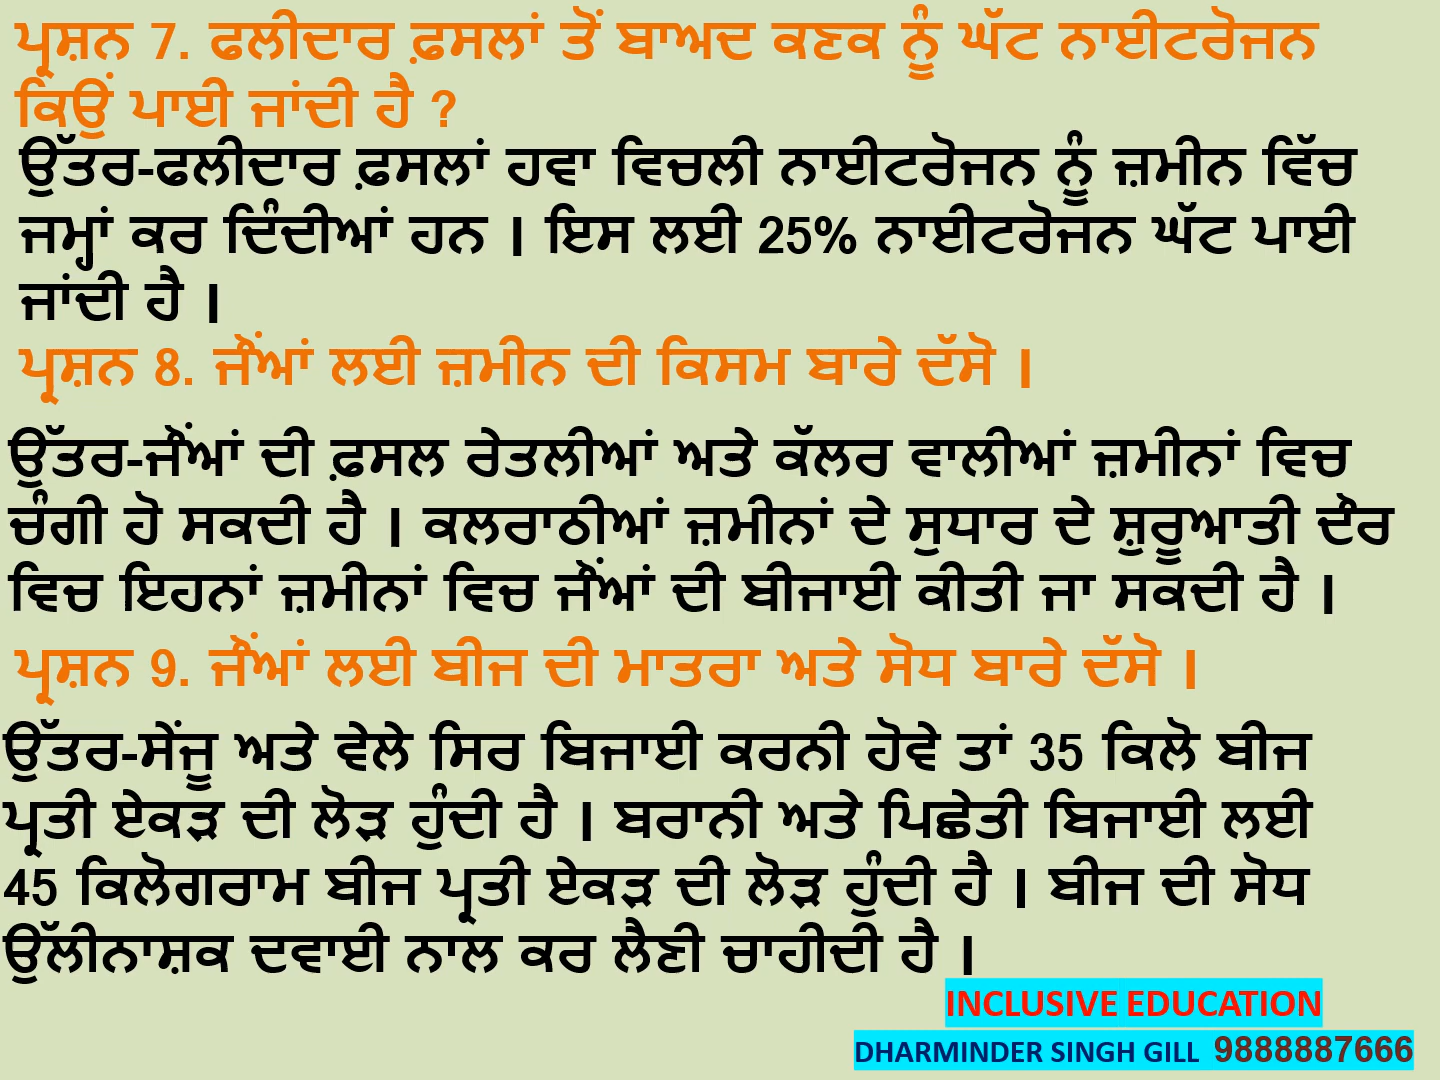 ਪ੍ਰਸ਼ਨ 7. ਫਲੀਦਾਰ ਫ਼ਸਲਾਂ ਤੋਂ ਬਾਅਦ ਕਣਕ ਨੂੰ ਘੱਟ ਨਾਈਟਰੋਜਨ
ਕਿਉਂ ਪਾਈ ਜਾਂਦੀ ਹੈ ?
ਉੱਤਰ-ਫਲੀਦਾਰ ਫ਼ਸਲਾਂ ਹਵਾ ਵਿਚਲੀ ਨਾਈਟਰੋਜਨ ਨੂੰ ਜ਼ਮੀਨ ਵਿੱਚ
ਜਮ੍ਹਾਂ ਕਰ ਦਿੰਦੀਆਂ ਹਨ । ਇਸ ਲਈ 25% ਨਾਈਟਰੋਜਨ ਘੱਟ ਪਾਈ
ਜਾਂਦੀ ਹੈ ।
ਪ੍ਰਸ਼ਨ 8. ਜੌਂਆਂ ਲਈ ਜ਼ਮੀਨ ਦੀ ਕਿਸਮ ਬਾਰੇ ਦੱਸੋ ।
ਉੱਤਰ-ਜੌਂਆਂ ਦੀ ਫ਼ਸਲ ਰੇਤਲੀਆਂ ਅਤੇ ਕੱਲਰ ਵਾਲੀਆਂ ਜ਼ਮੀਨਾਂ ਵਿਚ
ਚੰਗੀ ਹੋ ਸਕਦੀ ਹੈ । ਕਲਰਾਠੀਆਂ ਜ਼ਮੀਨਾਂ ਦੇ ਸੁਧਾਰ ਦੇ ਸ਼ੁਰੂਆਤੀ ਦੌਰ
ਵਿਚ ਇਹਨਾਂ ਜ਼ਮੀਨਾਂ ਵਿਚ ਜੌਂਆਂ ਦੀ ਬੀਜਾਈ ਕੀਤੀ ਜਾ ਸਕਦੀ ਹੈ ।
ਪ੍ਰਸ਼ਨ 9. ਜੌਂਆਂ ਲਈ ਬੀਜ ਦੀ ਮਾਤਰਾ ਅਤੇ ਸੋਧ ਬਾਰੇ ਦੱਸੋ ।
ਉੱਤਰ-ਸੇਂਜੂ ਅਤੇ ਵੇਲੇ ਸਿਰ ਬਿਜਾਈ ਕਰਨੀ ਹੋਵੇ ਤਾਂ 35 ਕਿਲੋ ਬੀਜ
ਪ੍ਰਤੀ ਏਕੜ ਦੀ ਲੋੜ ਹੁੰਦੀ ਹੈ । ਬਰਾਨੀ ਅਤੇ ਪਿਛੇਤੀ ਬਿਜਾਈ ਲਈ
45 ਕਿਲੋਗਰਾਮ ਬੀਜ ਪ੍ਰਤੀ ਏਕੜ ਦੀ ਲੋੜ ਹੁੰਦੀ ਹੈ । ਬੀਜ ਦੀ ਸੋਧ
ਉੱਲੀਨਾਸ਼ਕ ਦਵਾਈ ਨਾਲ ਕਰ ਲੈਣੀ ਚਾਹੀਦੀ ਹੈ ।
INCLUSIVE EDUCATION
DHARMINDER SINGH GILL 9888887666